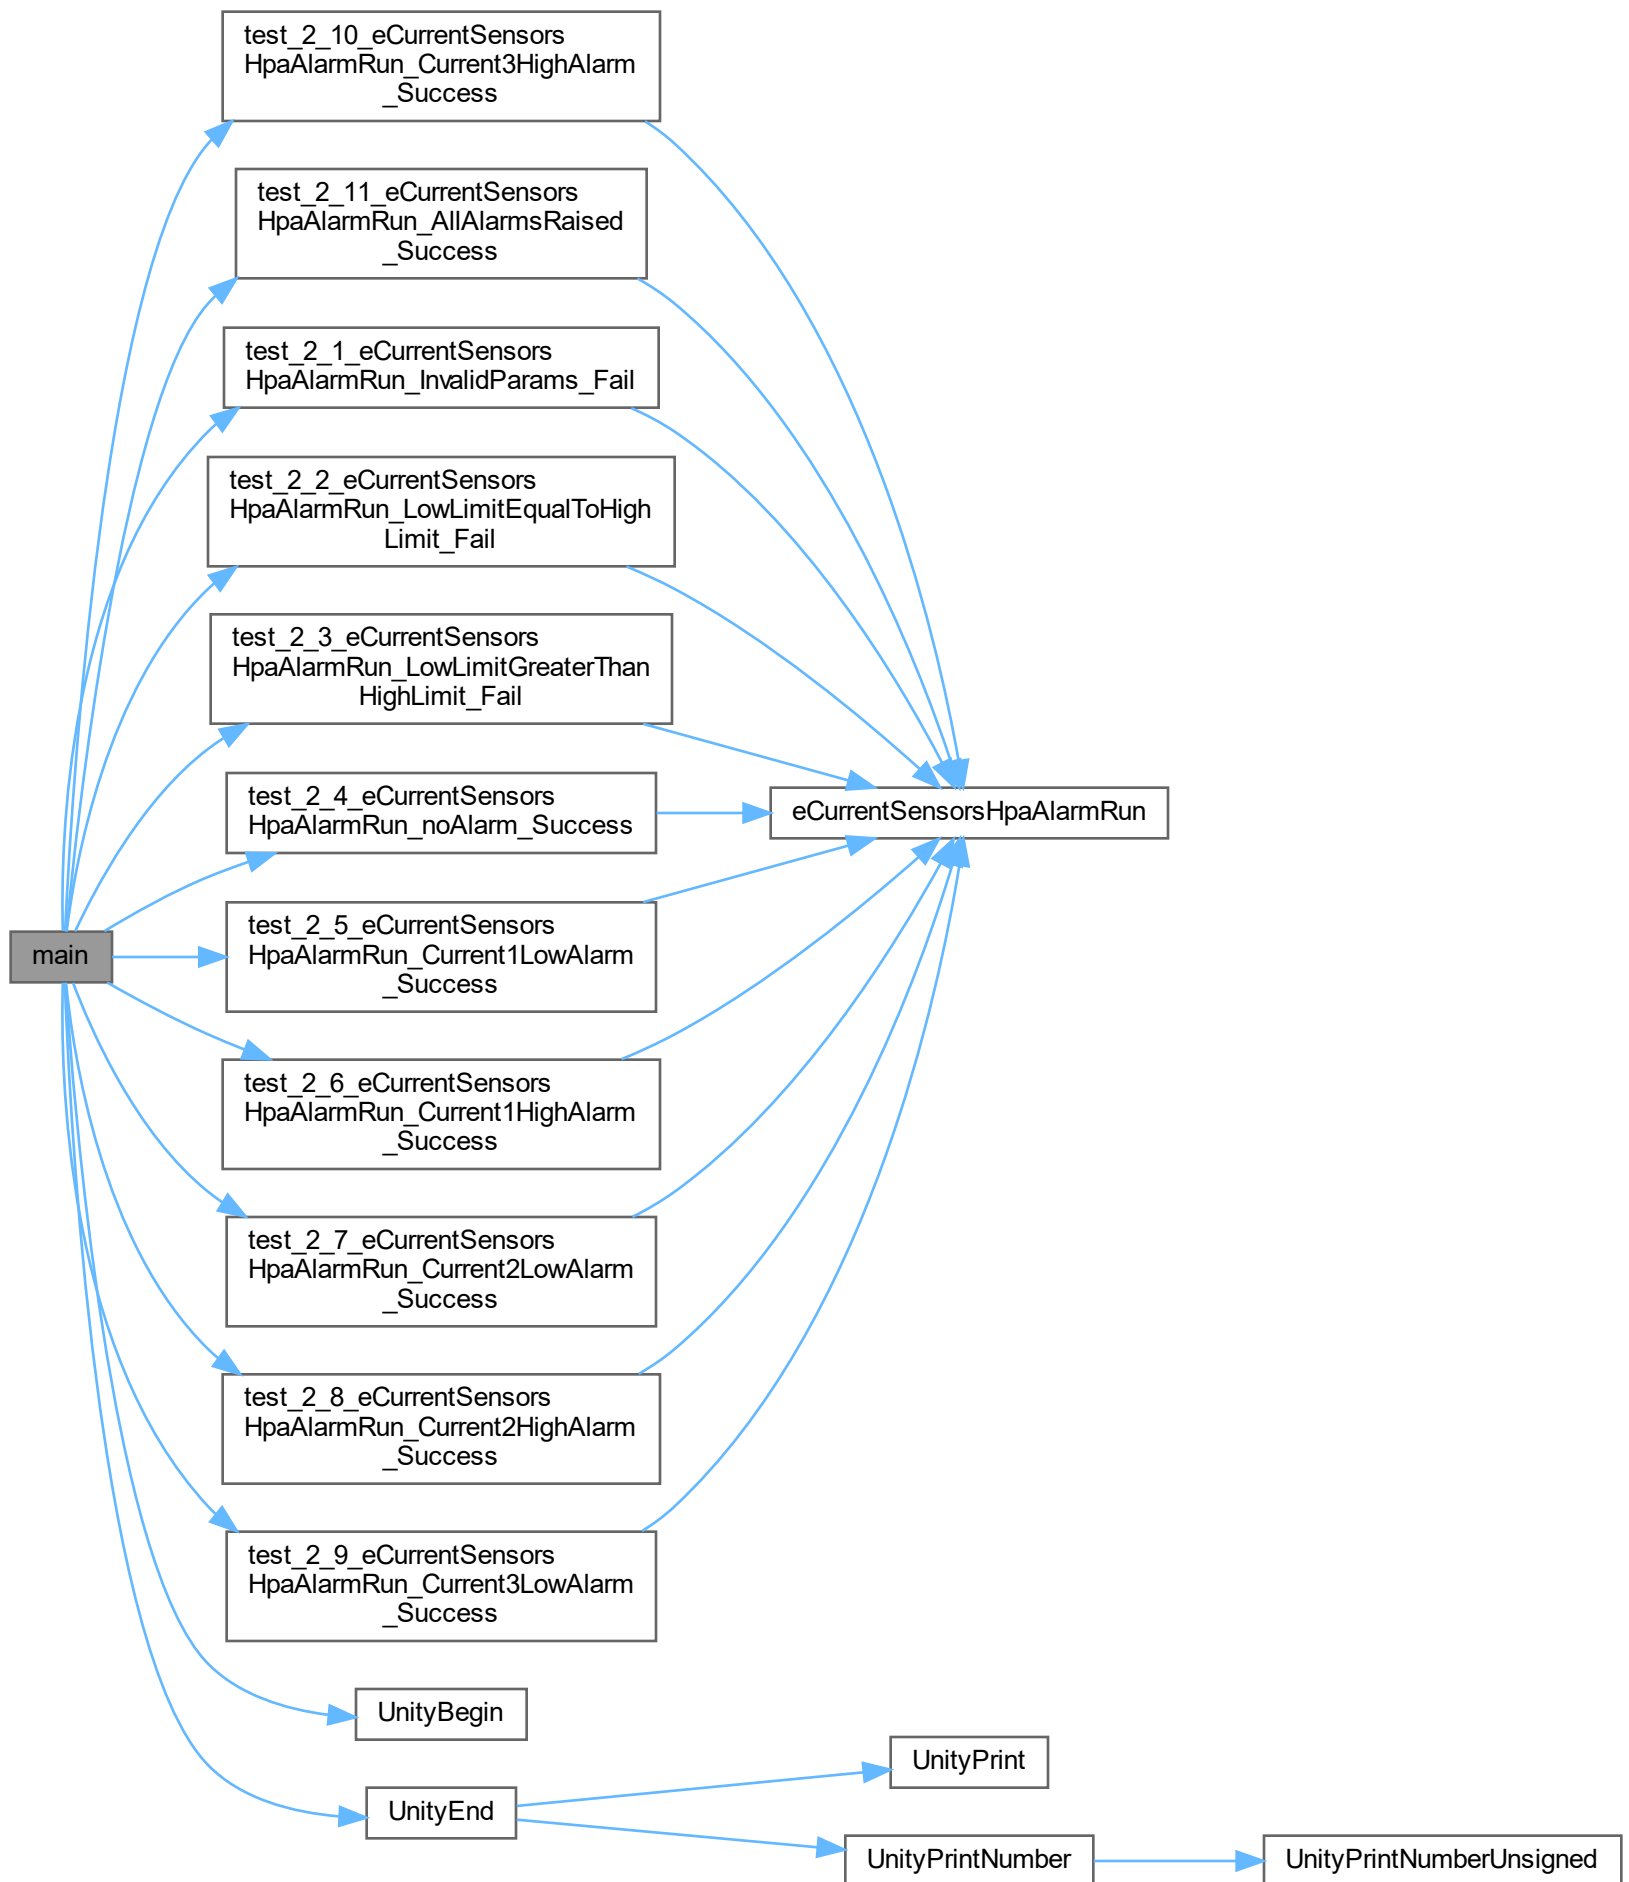 test_2_10_eCurrentSensors
HpaAlarmRun_Current3HighAlarm
_Success
test_2_11_eCurrentSensors
HpaAlarmRun_AllAlarmsRaised
_Success
test_2_1_eCurrentSensors
HpaAlarmRun_InvalidParams_Fail
test_2_2_eCurrentSensors
HpaAlarmRun_LowLimitEqualToHigh
Limit_Fail
test_2_3_eCurrentSensors
HpaAlarmRun_LowLimitGreaterThan
HighLimit_Fail
test_2_4_eCurrentSensors
HpaAlarmRun_noAlarm_Success
eCurrentSensorsHpaAlarmRun
main
test_2_5_eCurrentSensors
HpaAlarmRun_Current1LowAlarm
_Success
test_2_6_eCurrentSensors
HpaAlarmRun_Current1HighAlarm
_Success
test_2_7_eCurrentSensors
HpaAlarmRun_Current2LowAlarm
_Success
test_2_8_eCurrentSensors
HpaAlarmRun_Current2HighAlarm
_Success
test_2_9_eCurrentSensors
HpaAlarmRun_Current3LowAlarm
_Success
UnityBegin
UnityPrint
UnityEnd
UnityPrintNumber
UnityPrintNumberUnsigned